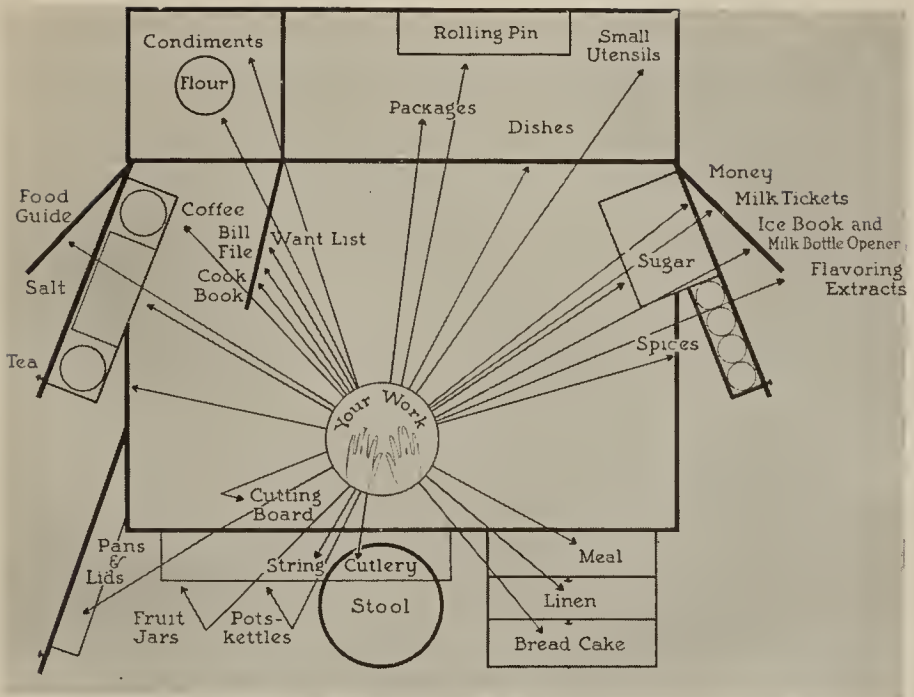 Condiments
Flour
Rolling Pin
Small
Utensils
Packages
Dishes
Food
Guide
Coffee
Bill
File
Want List
Cook
Book
Salt
Tea
Money
Milk Tickets
Ice Book and
Milk Bottle Opener
Flavoring
Extracts
Sugar
Spices
Your Work
Cutting
Board
Pans
&
Lids
String
Cutlery
Stool
Fruit
Jars
Pots-
kettles
Meal
Linen
Bread Cake